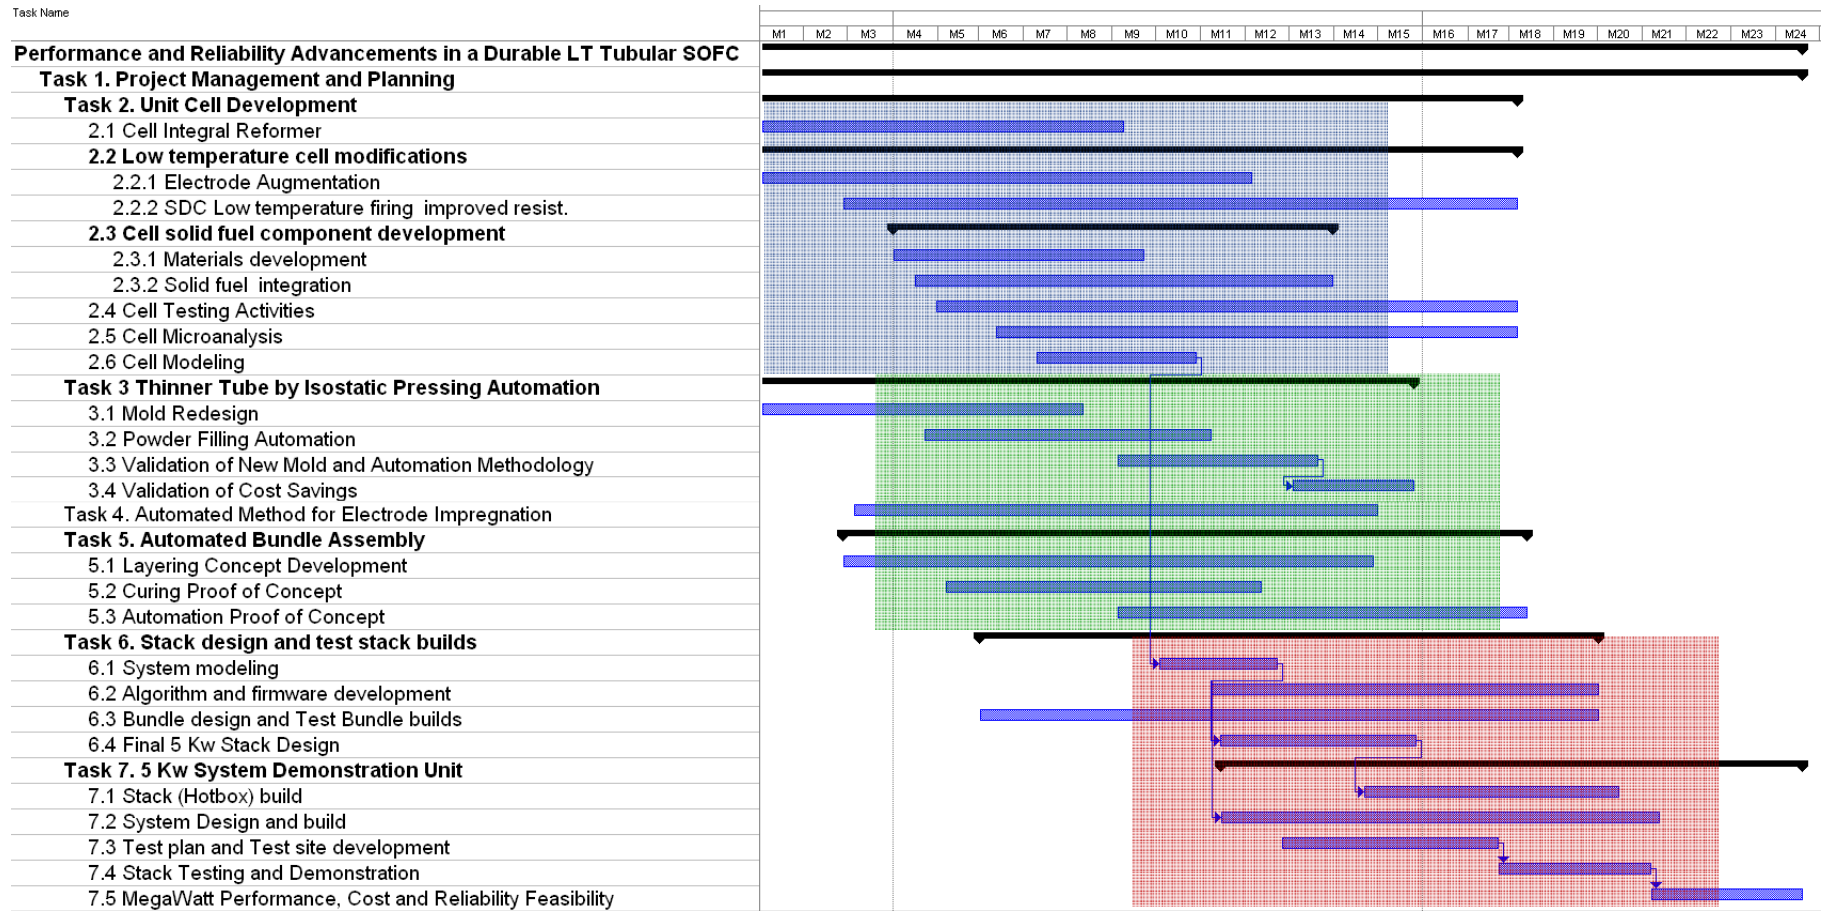 Task Name
M1 M2 M3 M4 M5 M6 M7 M8 M9 M10 M11 M12 M13 M14 M15 M16 M17 M18 M19 M20 M21 M22 M23 M24
Performance and Reliability Advancements in a Durable LT Tubular SOFC
Task 1. Project Management and Planning
Task 2. Unit Cell Development
2.1 Cell Integral Reformer
2.2 Low temperature cell modifications
2.2.1 Electrode Augmentation
2.2.2 SDC Low temperature firing improved resist.
2.3 Cell solid fuel component development
2.3.1 Materials development
2.3.2 Solid fuel integration
2.4 Cell Testing Activities
2.5 Cell Microanalysis
2.6 Cell Modeling
Task 3 Thinner Tube by Isostatic Pressing Automation
3.1 Mold Redesign
3.2 Powder Filling Automation
3.3 Validation of New Mold and Automation Methodology
3.4 Validation of Cost Savings
Task 4. Automated Method for Electrode Impregnation
Task 5. Automated Bundle Assembly
5.1 Layering Concept Development
5.2 Curing Proof of Concept
5.3 Automation Proof of Concept
Task 6. Stack design and test stack builds
6.1 System modeling
6.2 Algorithm and firmware development
6.3 Bundle design and Test Bundle builds
6.4 Final 5 Kw Stack Design
Task 7. 5 Kw System Demonstration Unit
7.1 Stack (Hotbox) build
7.2 System Design and build
7.3 Test plan and Test site development
7.4 Stack Testing and Demonstration
7.5 MegaWatt Performance, Cost and Reliability Feasibility